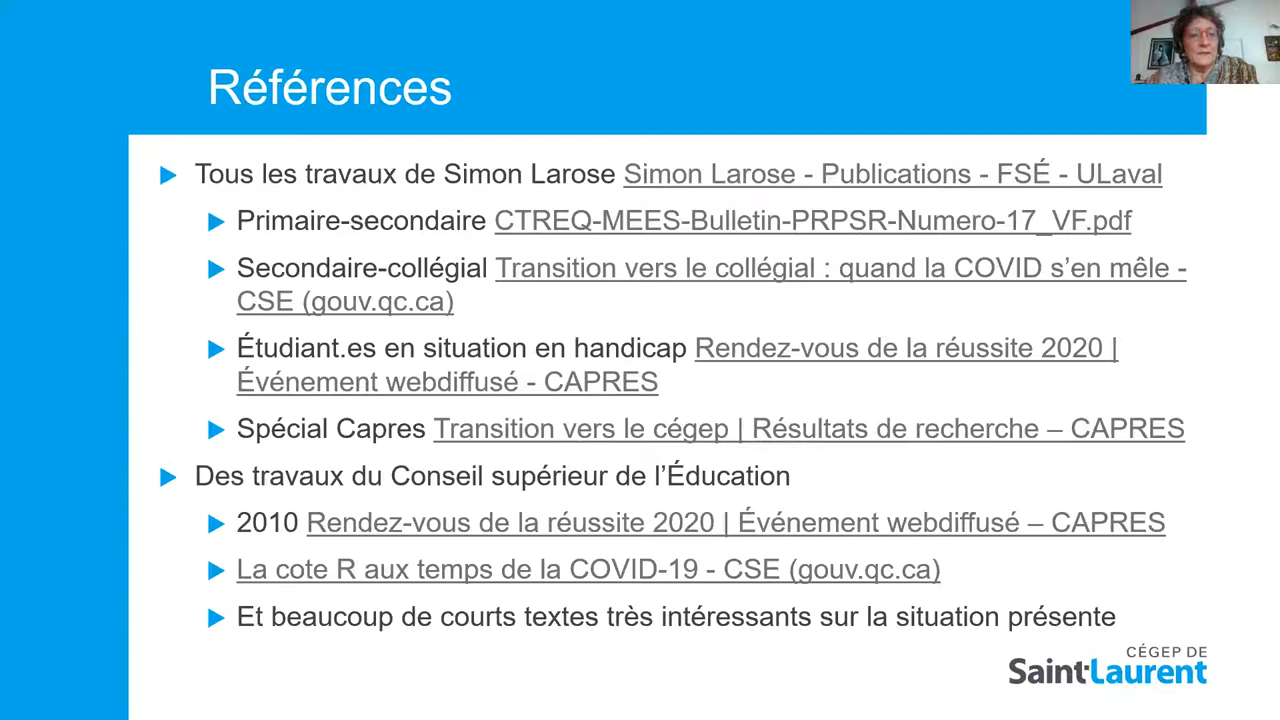 Références
Tous les travaux de Simon Larose Simon Larose - Publications - FSÉ - ULaval
Primaire-secondaire CTREQ-MEES-Bulletin-PRPSR-Numero-17_VF.pdf
Secondaire-collégial Transition vers le collégial : quand la COVID s’en mêle -
CSE (gouv.qc.ca)
Étudiant.es en situation en handicap Rendez-vous de la réussite 2020 |
Événement webdiffusé - CAPRES
Spécial Capres Transition vers le cégep | Résultats de recherche – CAPRES
Des travaux du Conseil supérieur de l’Éducation
2010 Rendez-vous de la réussite 2020 | Événement webdiffusé – CAPRES
La cote R aux temps de la COVID-19 - CSE (gouv.qc.ca)
Et beaucoup de courts textes très intéressants sur la situation présente
CÉGEP DE
Saint-Laurent